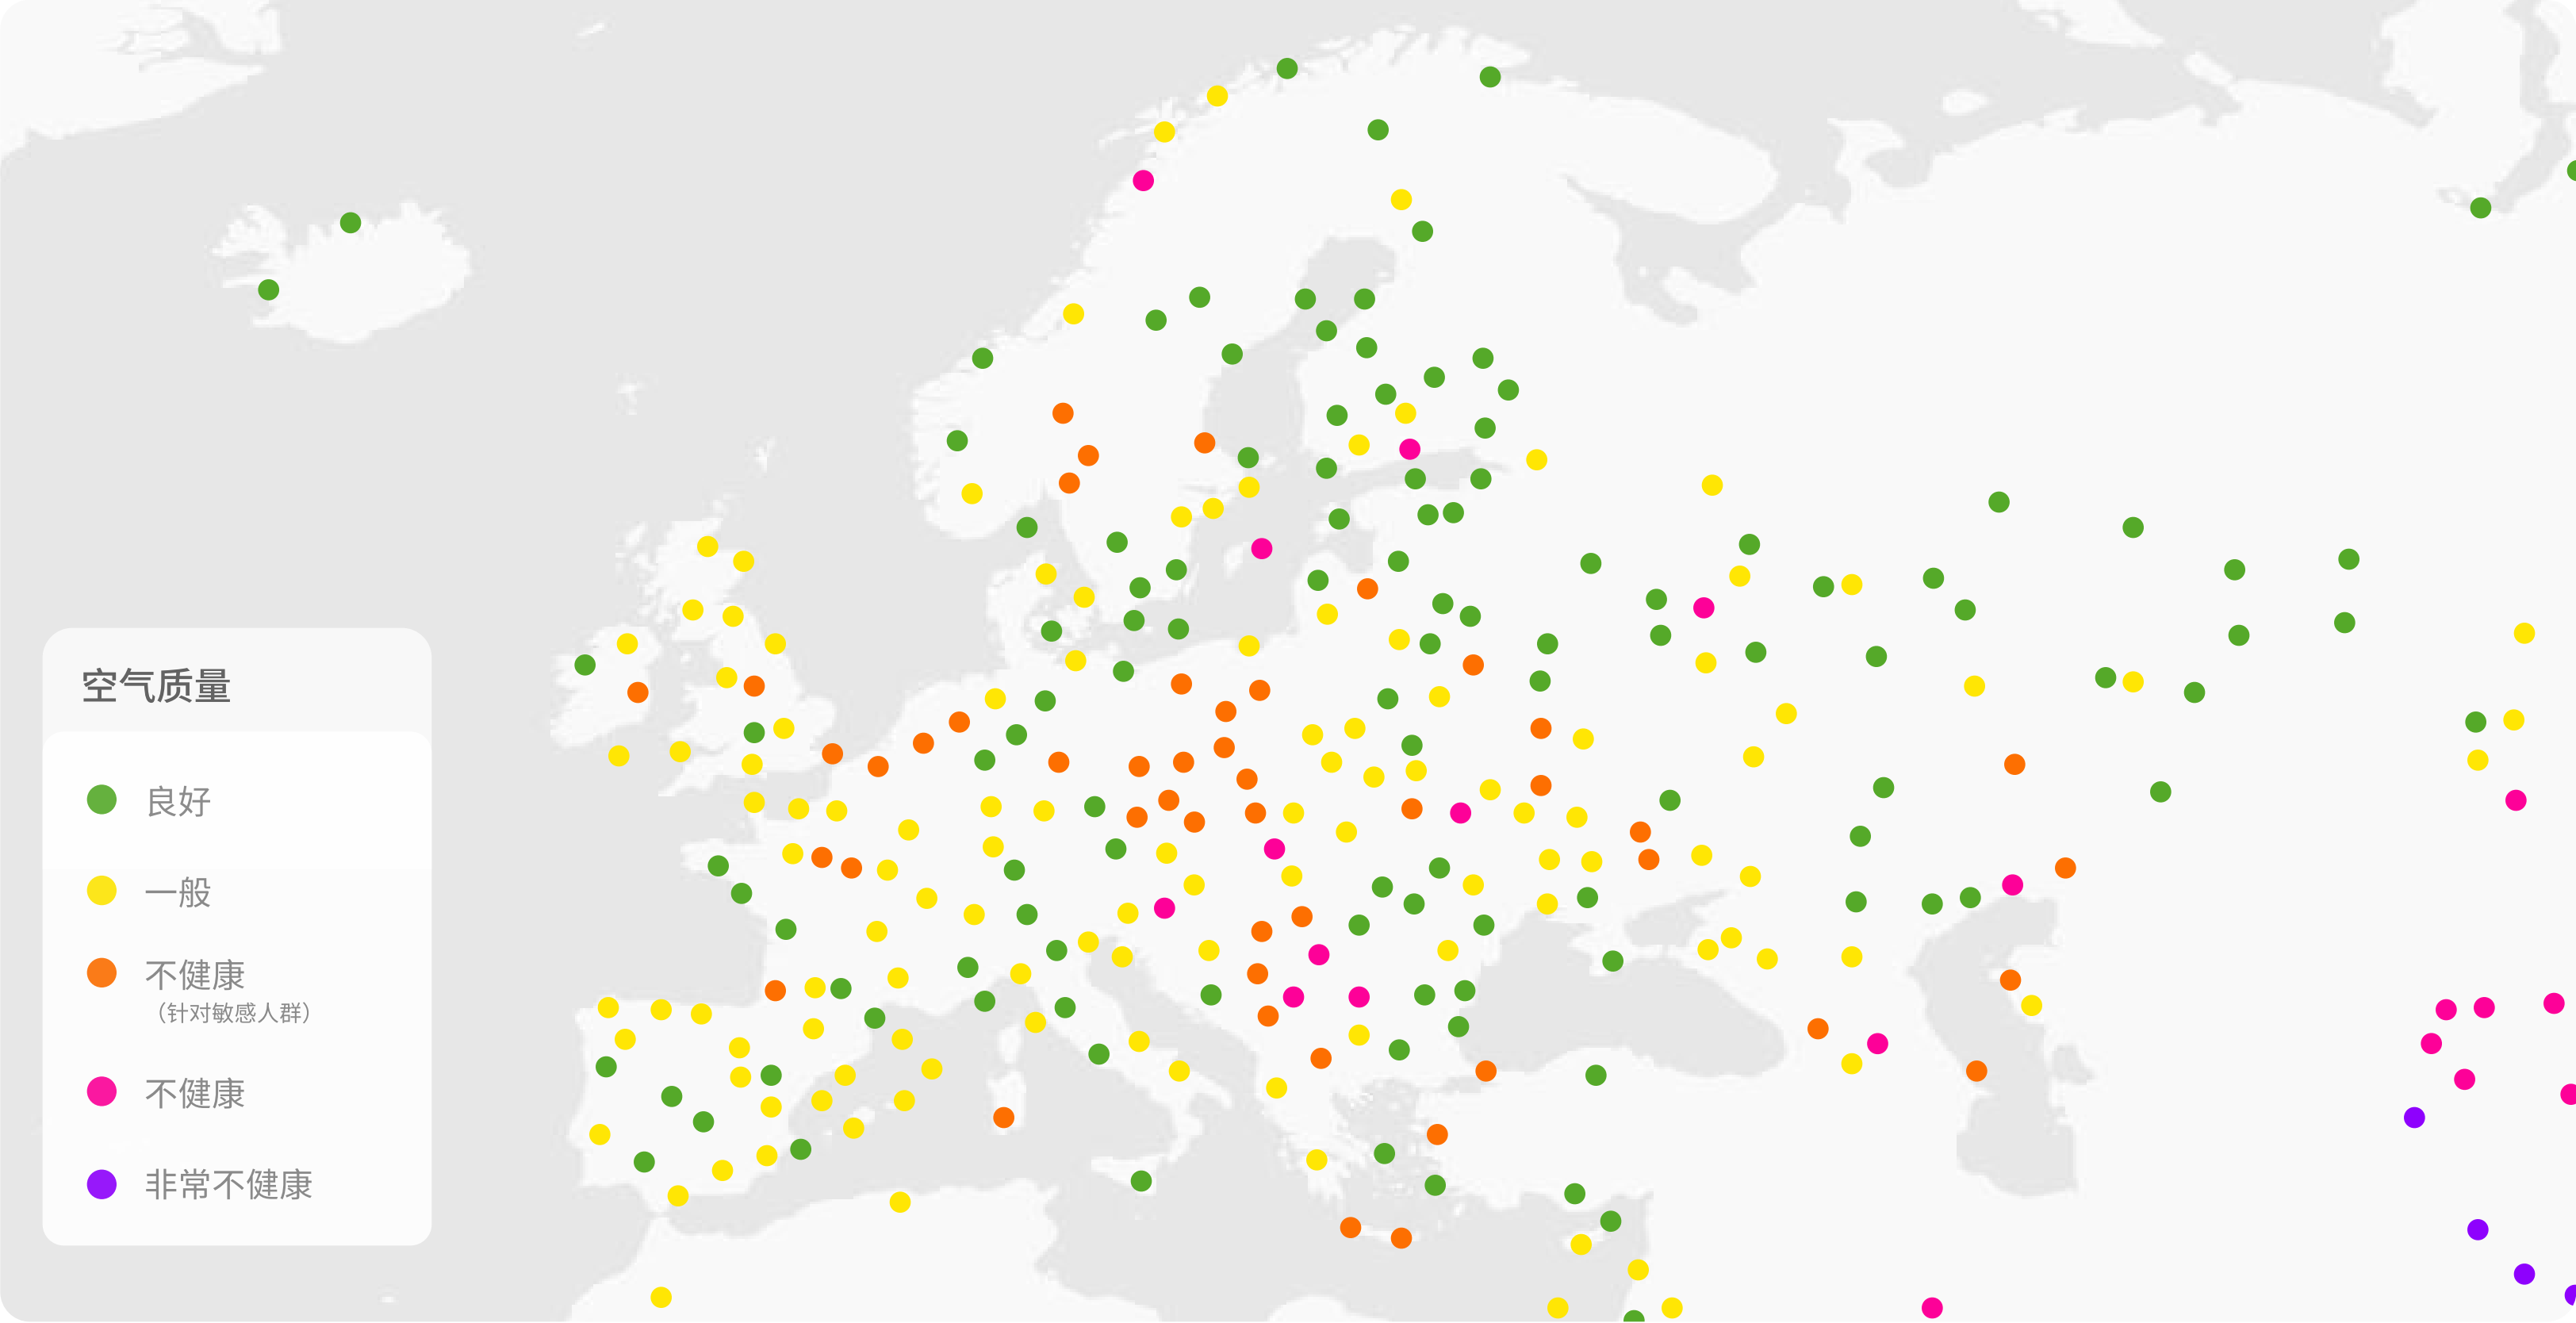 空气质量
良好
一般
不健康
（针对敏感人群）
不健康
非常不健康